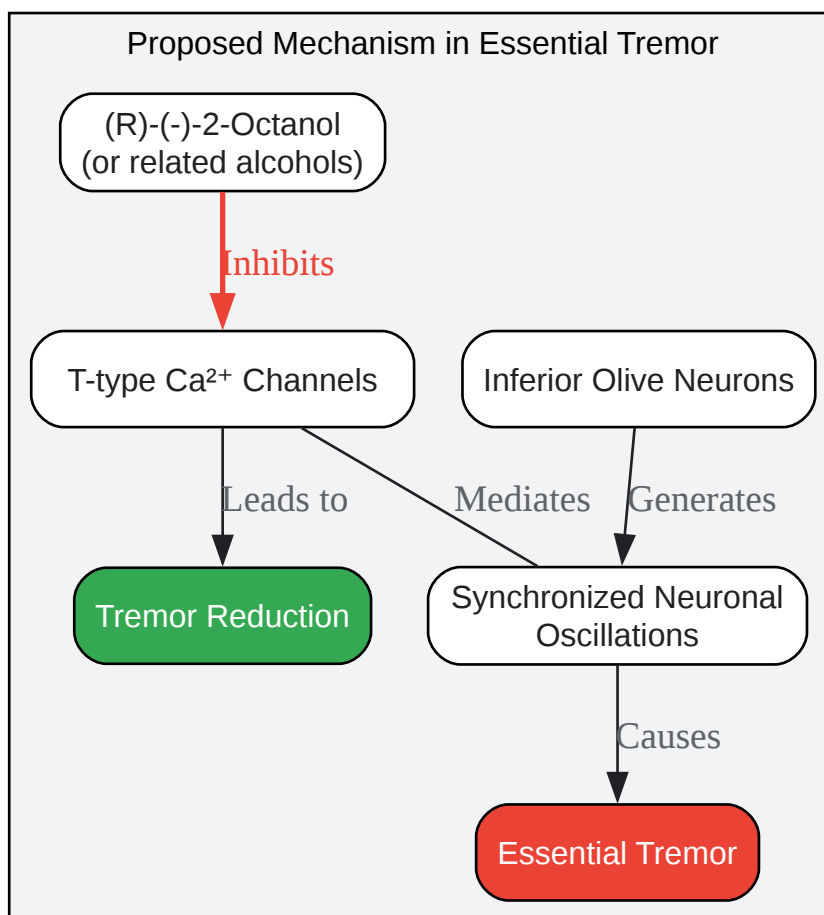 Proposed Mechanism in Essential Tremor
(R)-(-)-2-Octanol
(or related alcohols)
Inhibits
T-type Ca²⁺ Channels
Inferior Olive Neurons
Leads to
Mediates
Generates
Tremor Reduction
Synchronized Neuronal
Oscillations
Causes
Essential Tremor